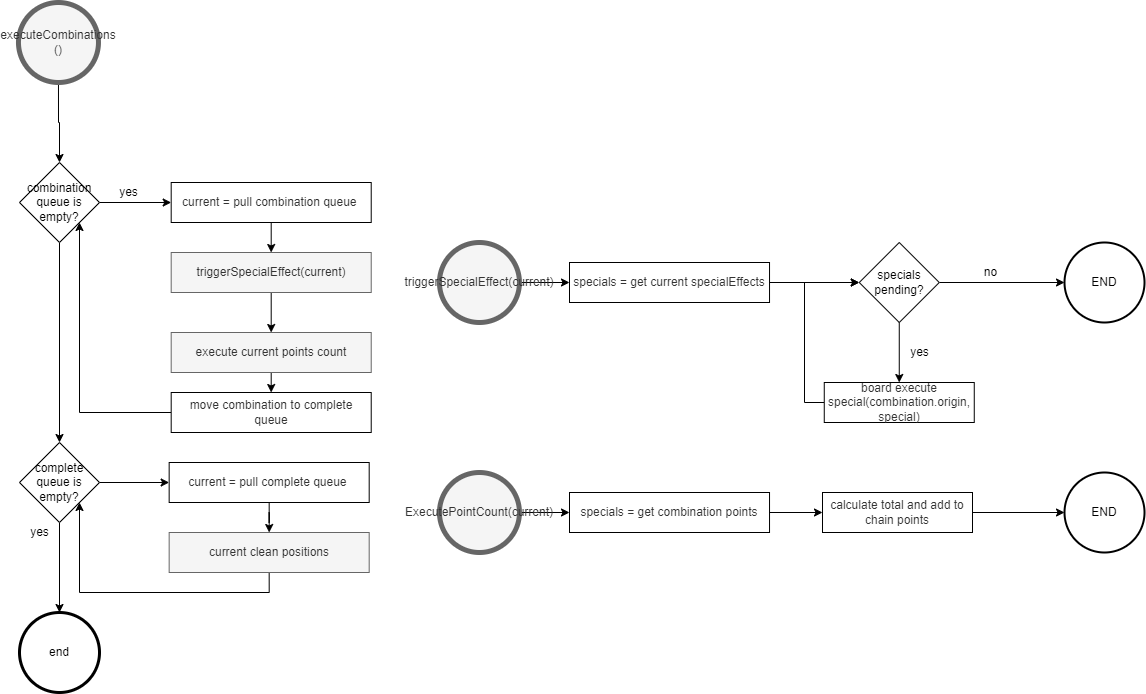 executeCombinations
()
combination
queue is
empty?
yes
current = pull combination queue
triggerSpecialEffect(current)
execute current points count
move combination to complete
queue
complete
queue is
empty?
yes
current = pull complete queue
current clean positions
end
triggerSpecialEffect(current)
specials = get current specialEffects
specials
pending?
no
END
yes
board execute
special(combination.origin,
special)
ExecutePointCount(current)
specials = get combination points
calculate total and add to
chain points
END